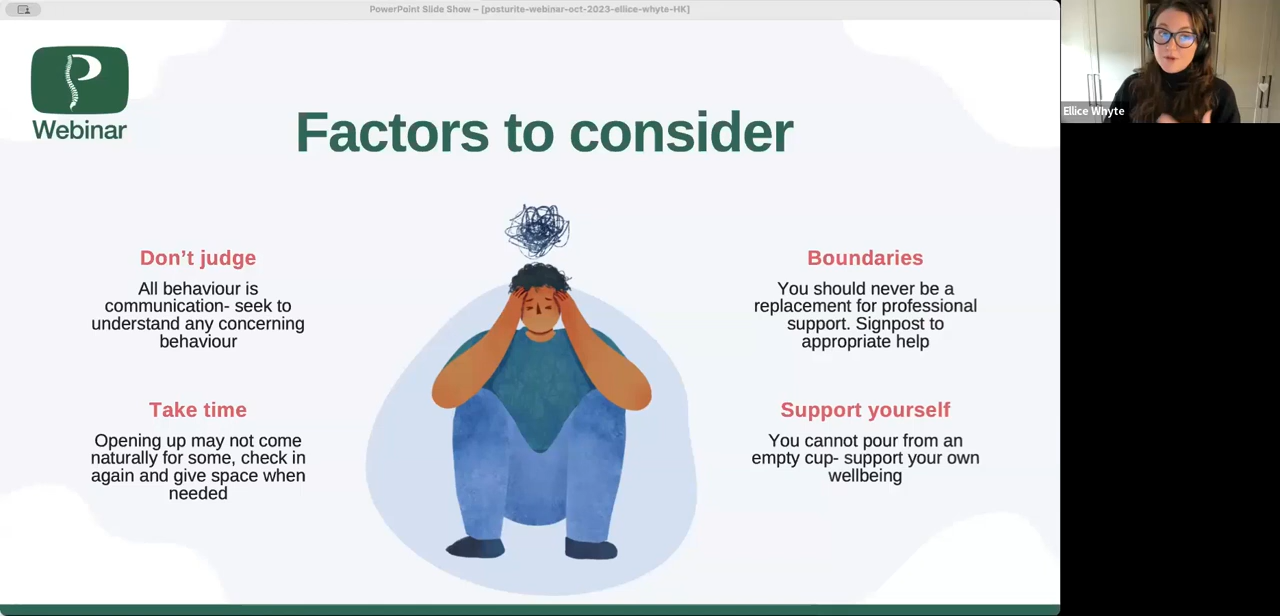 PowerPoint Slide Show – [posturite-webinar-oct-2023-ellice-whyte-HK]
Webinar
Factors to consider
Don't judge
All behaviour is
communication- seek to
understand any concerning
behaviour
Take time
Opening up may not come
naturally for some, check in
again and give space when
needed
Boundaries
You should never be a
replacement for professional
support. Signpost to
appropriate help
Support yourself
You cannot pour from an
empty cup- support your own
wellbeing
Ellice Whyte